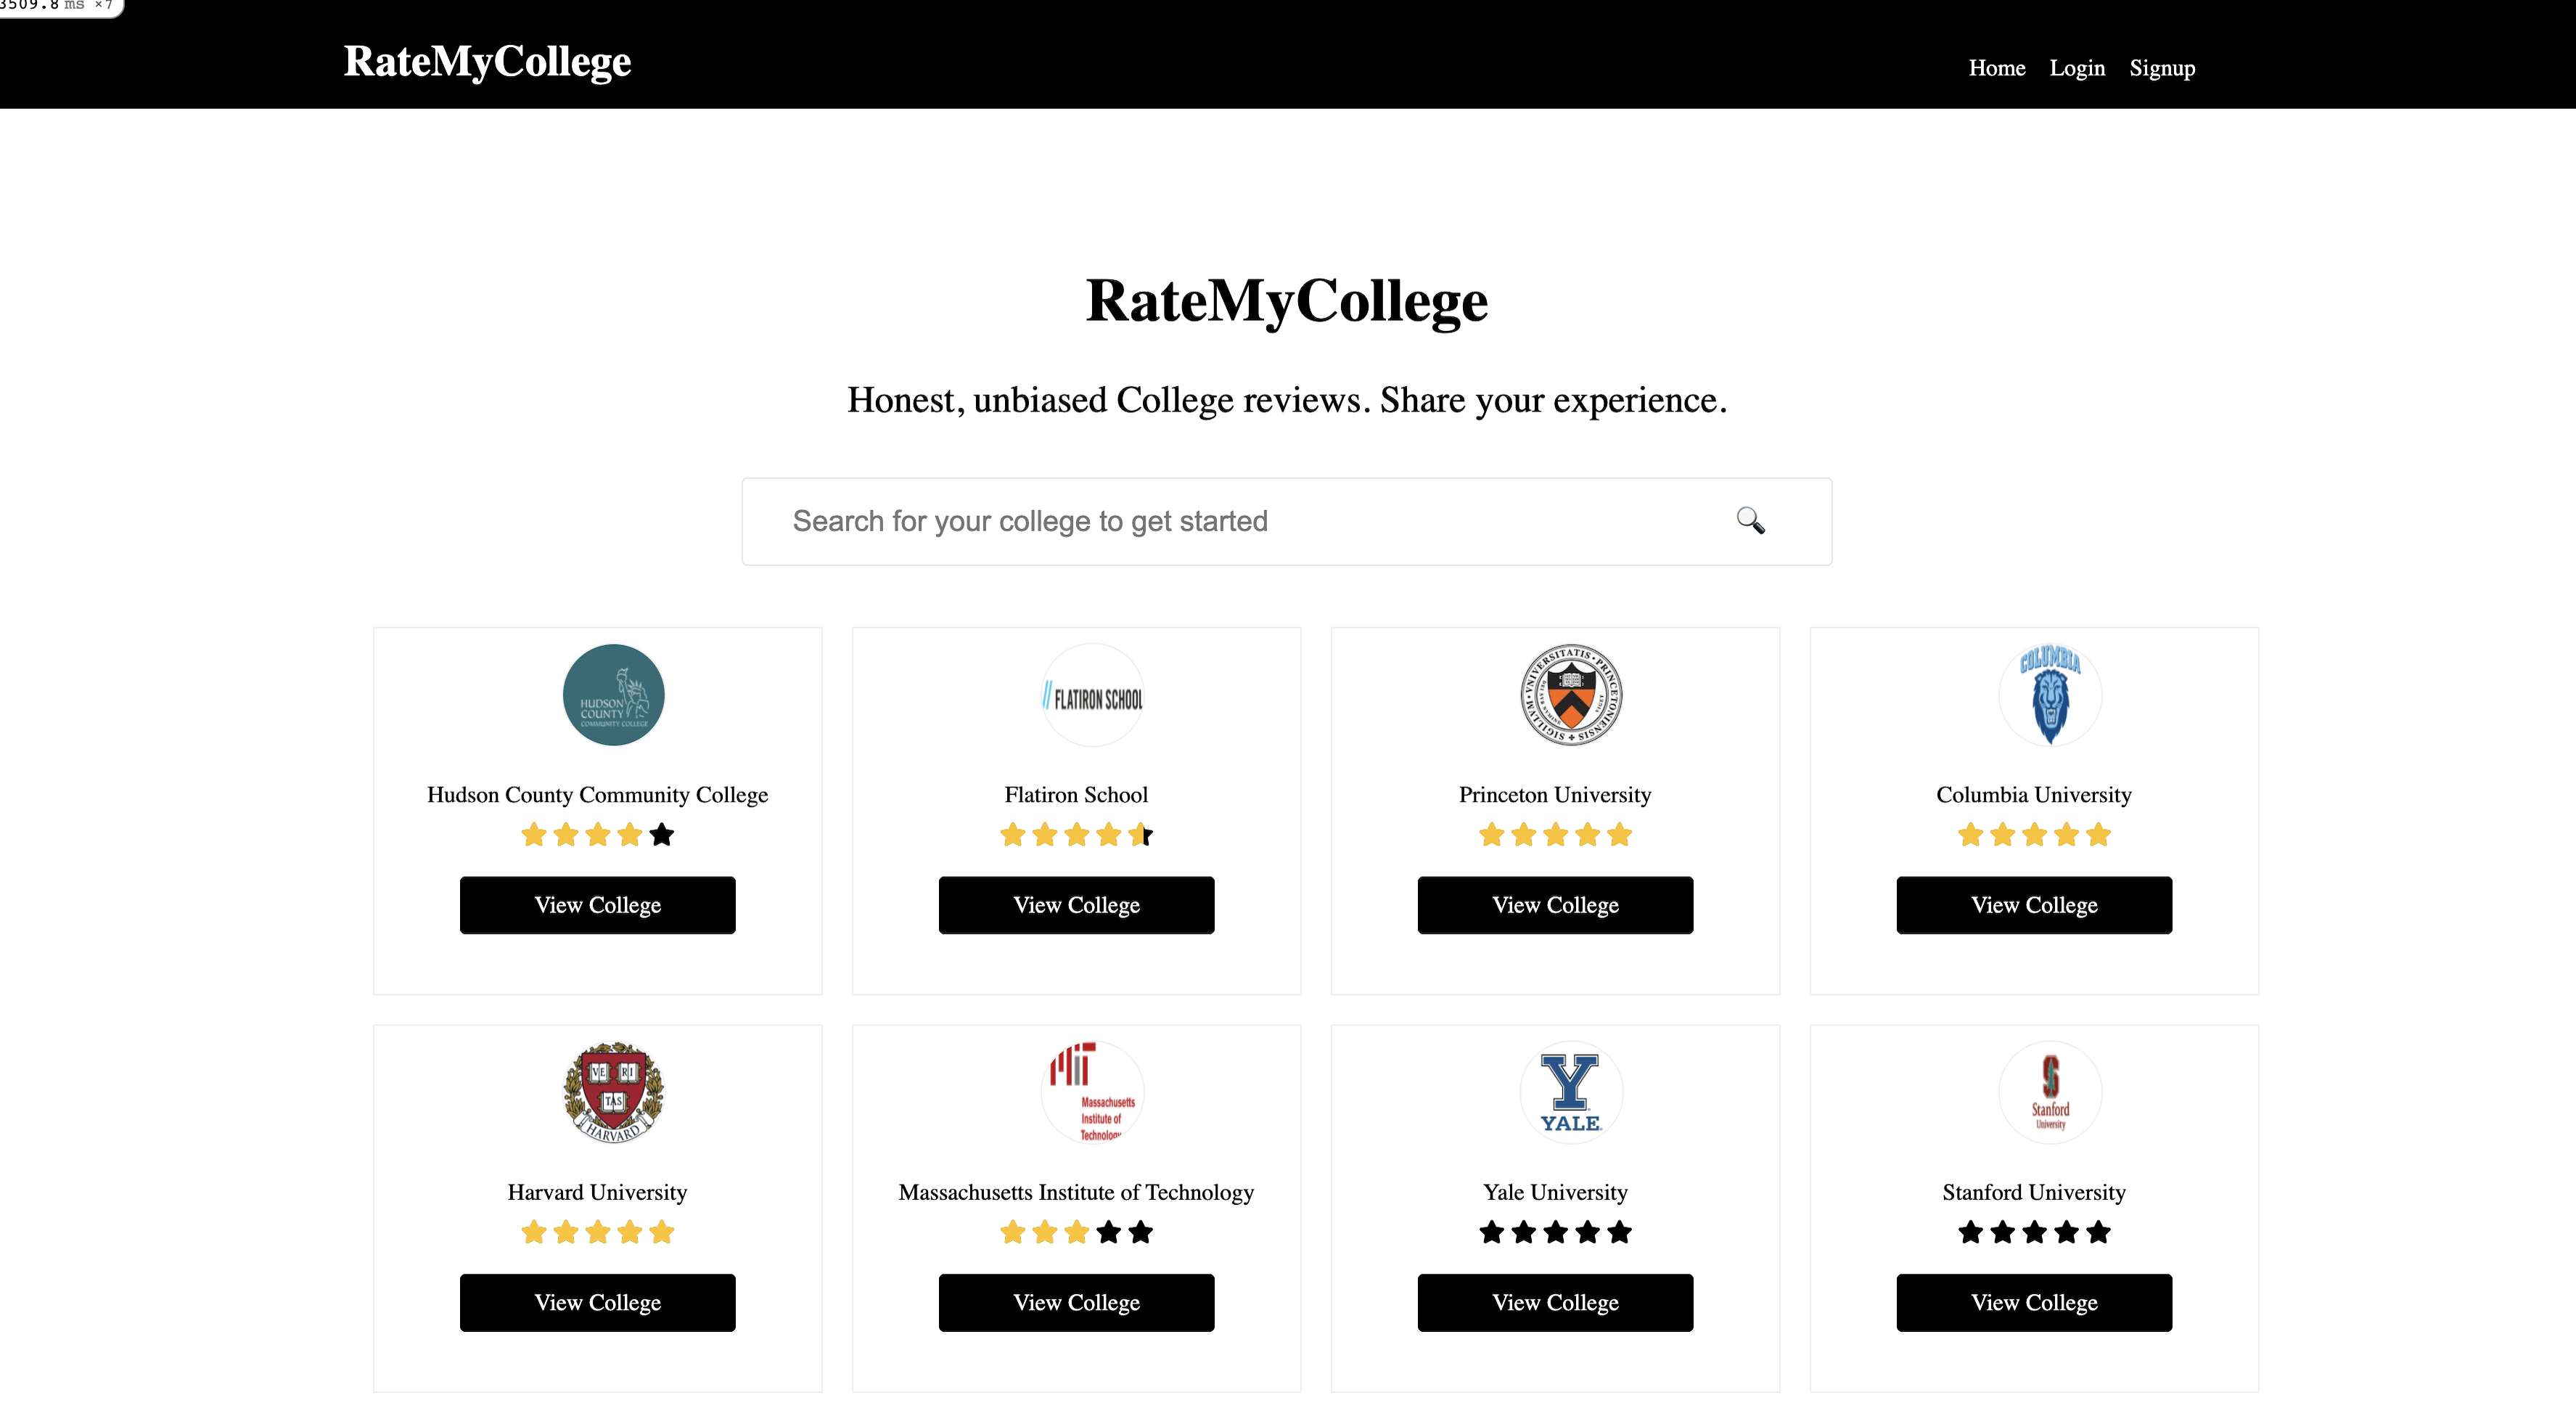 3509.8 ms ×7
RateMyCollege
Home Login Signup
RateMyCollege
Honest, unbiased College reviews. Share your experience.
Search for your college to get started
HUDSON
COUNTY
COMMUNITY COLLEGE
// FLATIRON SCHOOL
COLUMBIA
Hudson County Community College
Flatiron School
Princeton University
Columbia University
View College
View College
View College
View College
VE RI
TAS
HARVARD
Massachusetts
Institute of
Technology
Y
YALE
S
Stanford
University
Harvard University
Massachusetts Institute of Technology
Yale University
Stanford University
View College
View College
View College
View College